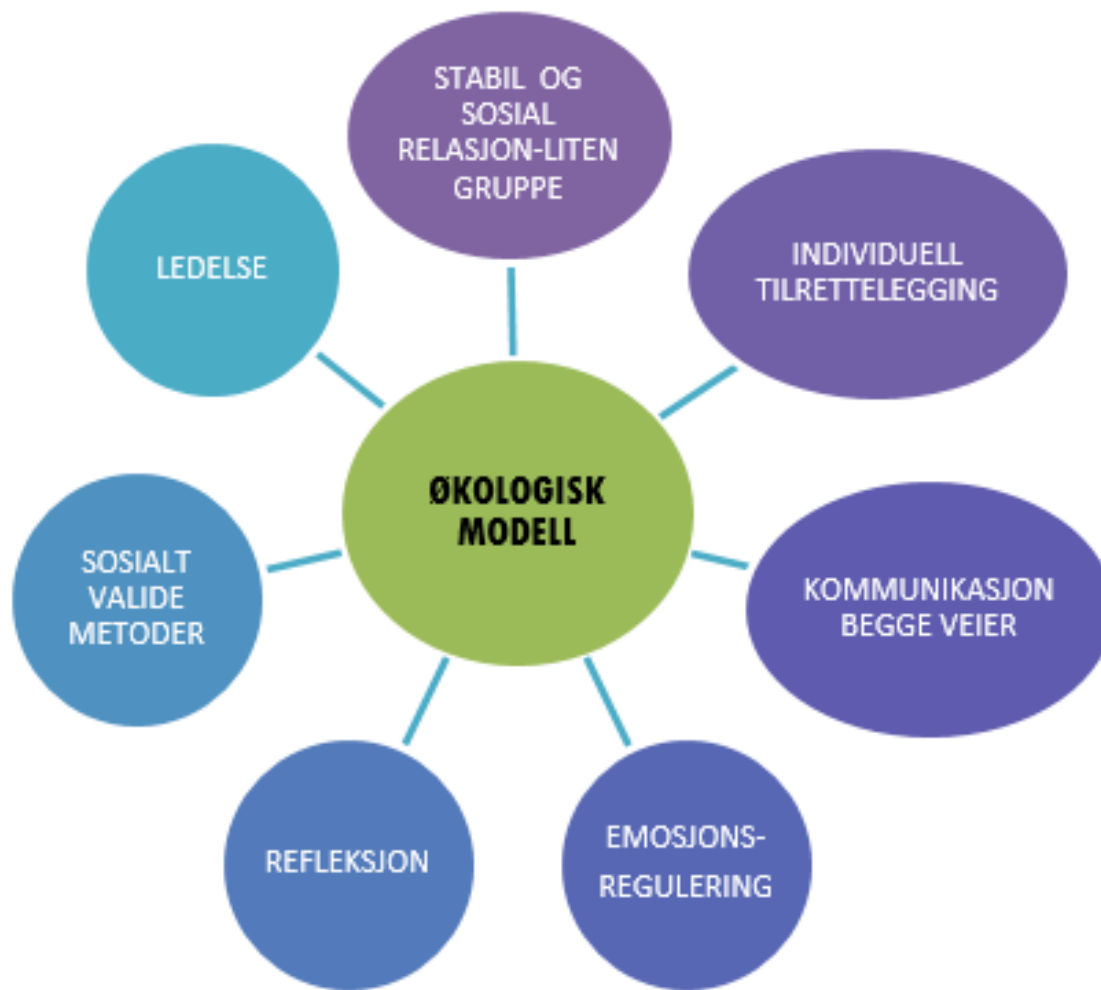 STABIL OG
SOSIAL
RELASJON-LITEN
GRUPPE
INDIVIDUELL
TILRETTELEGGING
KOMMUNIKASJON
BEGGE VEIER
EMOSJONS-
REGULERING
REFLEKSJON
SOSIALT
VALIDE
METODER
LEDELSE
ØKOLOGISK
MODELL